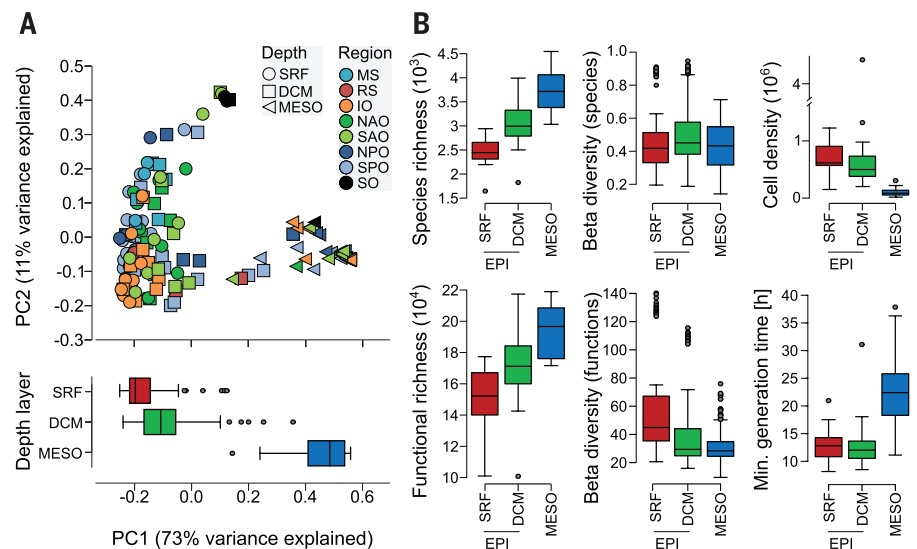 A
PC2 (11% variance explained)
0.5
0.4
0.3
0.2
0.1
0.0
-0.1
-0.2
-0.3
Depth
SRF
DCM
MESO
Region
MS
RS
IO
NAO
SAO
NPO
SPO
SO
Depth layer
SRF
DCM
MESO
-0.2 0.0 0.2 0.4 0.6
PC1 (73% variance explained)
B
Species richness (10³)
4.5
4
3.5
3
2.5
2
1.5
SRF DCM MESO
EPI
Beta diversity (species)
1.0
0.8
0.6
0.4
0.2
SRF DCM MESO
EPI
Cell density (10⁶)
4
1
0
SRF DCM MESO
EPI
Functional richness (10⁴)
22
20
18
16
14
12
10
SRF DCM MESO
EPI
Beta diversity (functions)
140
120
100
80
60
40
20
SRF DCM MESO
EPI
Min. generation time [h]
40
35
30
25
20
15
10
SRF DCM MESO
EPI